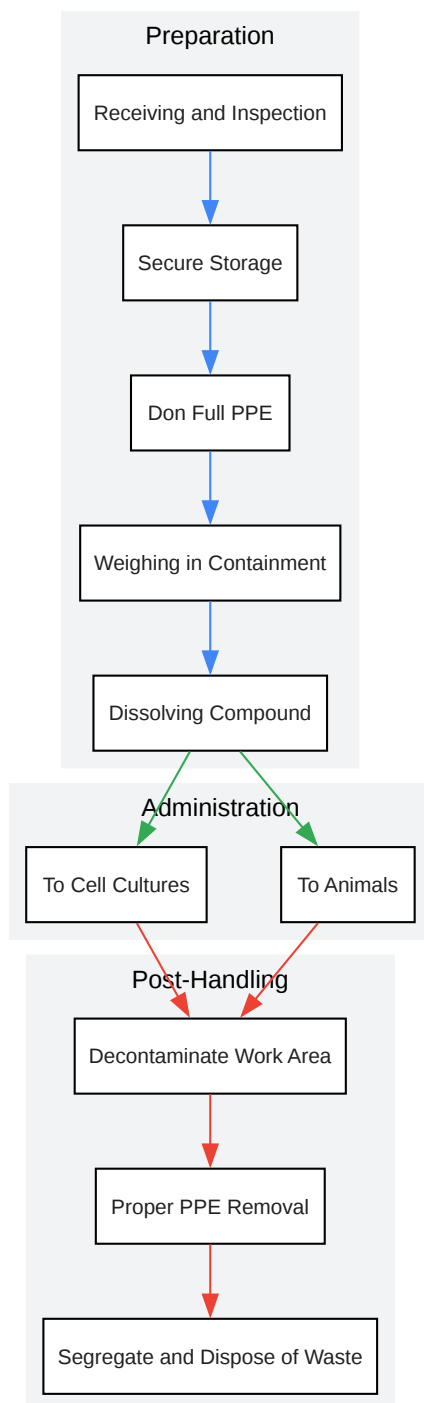 Preparation
Receiving and Inspection
Secure Storage
Don Full PPE
Weighing in Containment
Dissolving Compound
Administration
To Cell Cultures
To Animals
Post-Handling
Decontaminate Work Area
Proper PPE Removal
Segregate and Dispose of Waste